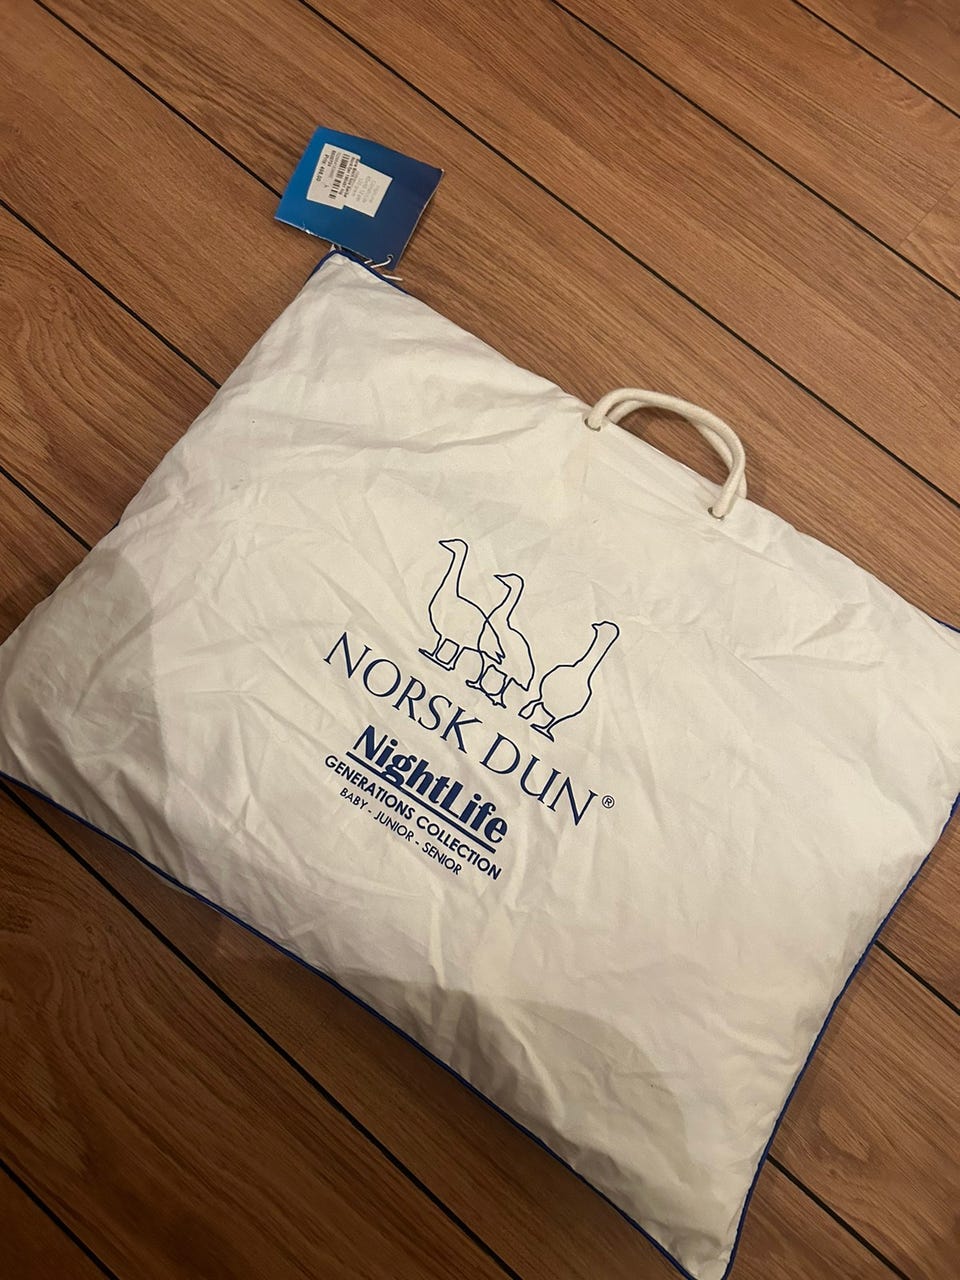 NORSK DUN®
NightLife
GENERATIONS COLLECTION
BABY - JUNIOR - SENIOR